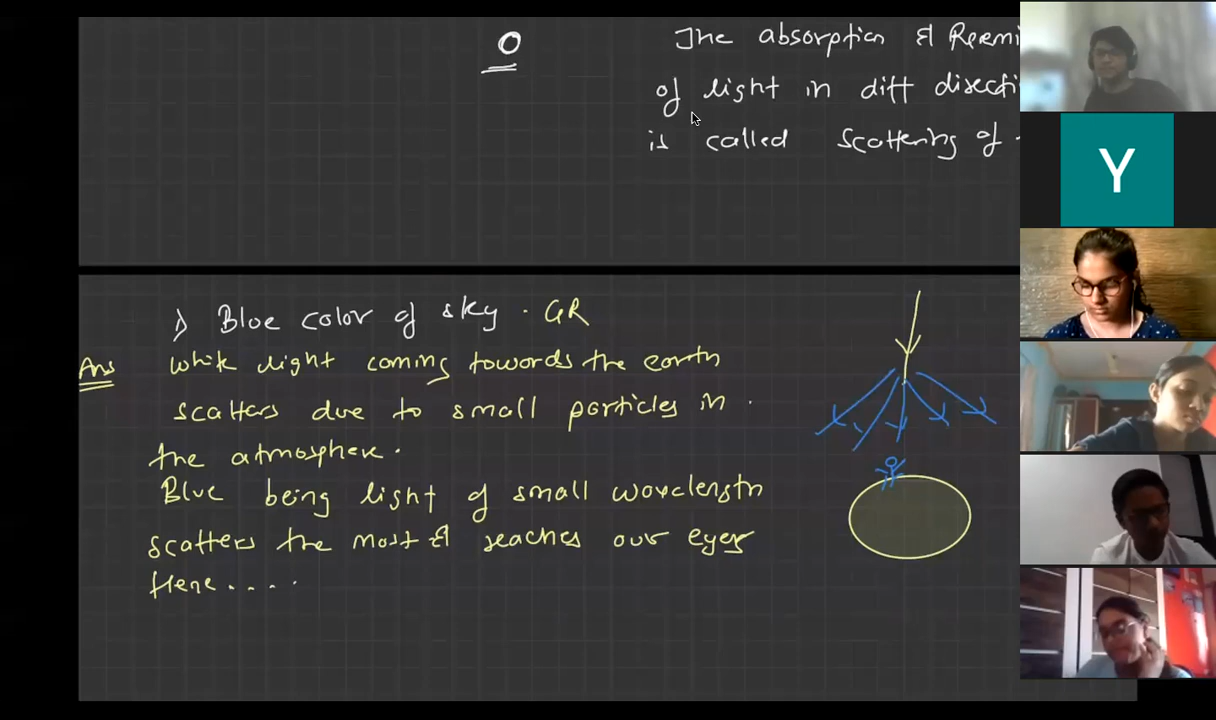 The absorption & Reemi
of light in diff directi
is called scattering of
1) Blue color of sky . GR
Ans White light coming towards the earth
scatters due to small particles in .
the atmosphere.
Blue being light of small wavelength
scatters the most & reaches our eyes
Hence....
Y